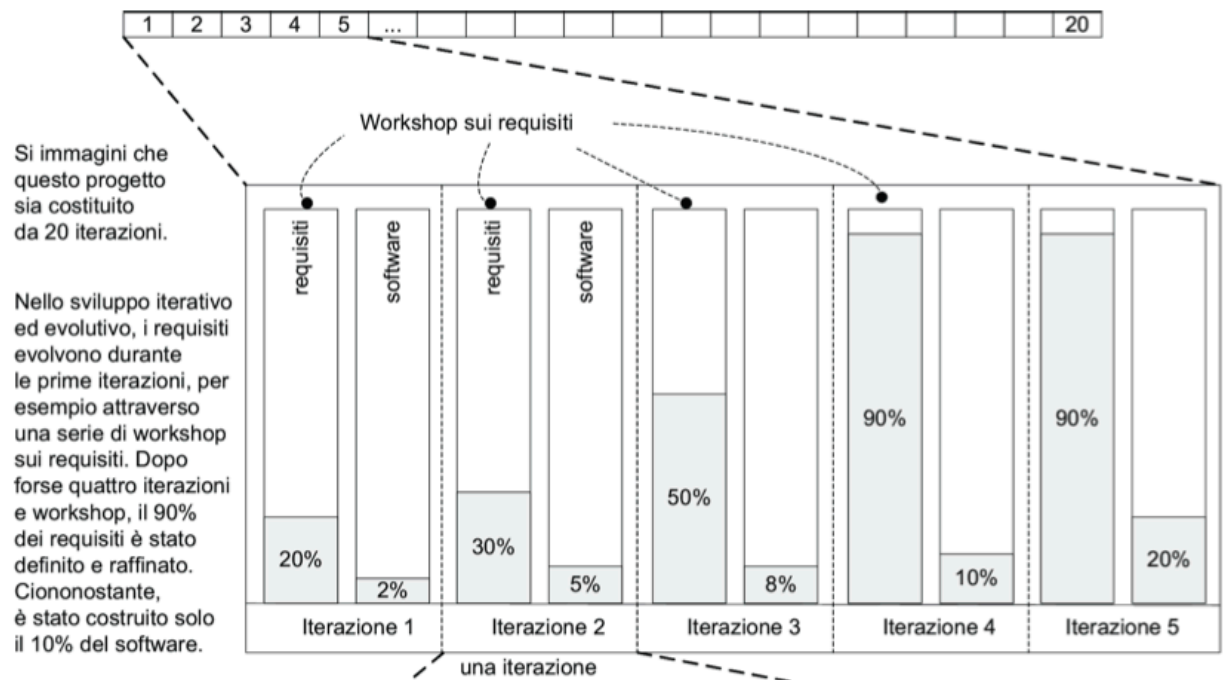 1 2 3 4 5 ... 20
Workshop sui requisiti
Si immagini che
questo progetto
sia costituito
da 20 iterazioni.
Nello sviluppo iterativo
ed evolutivo, i requisiti
evolvono durante
le prime iterazioni, per
esempio attraverso
una serie di workshop
sui requisiti. Dopo
forse quattro iterazioni
e workshop, il 90%
dei requisiti è stato
definito e raffinato.
Ciononostante,
è stato costruito solo
il 10% del software.
requisiti
software
requisiti
software
20%
2%
30%
5%
50%
8%
90%
10%
90%
20%
Iterazione 1
Iterazione 2
Iterazione 3
Iterazione 4
Iterazione 5
una iterazione